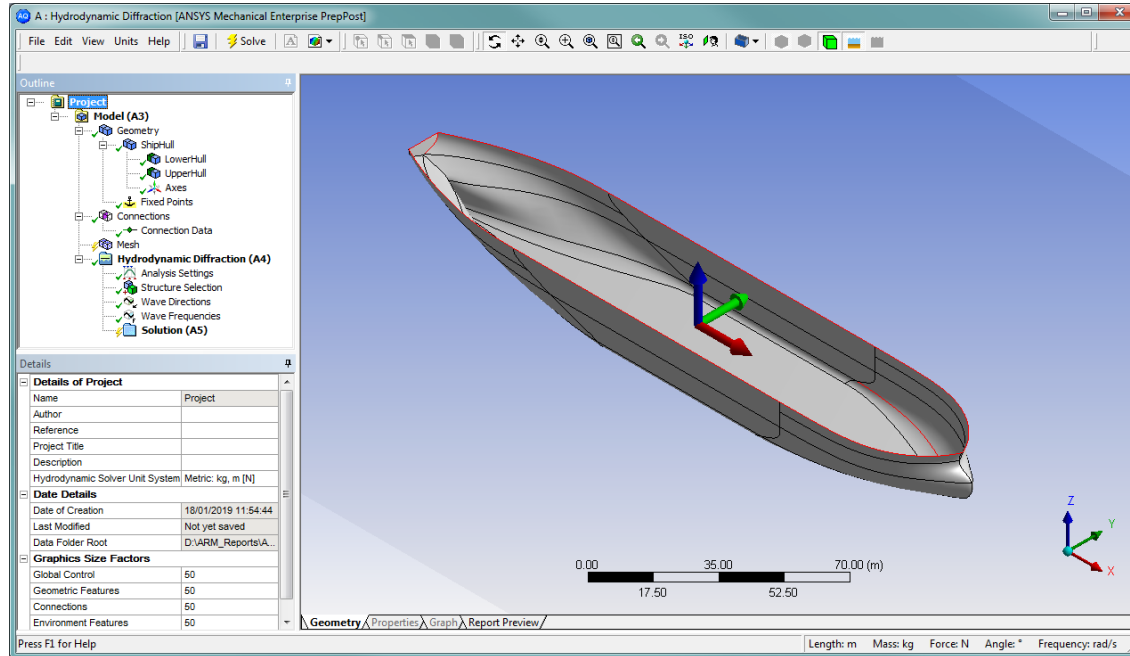 A : Hydrodynamic Diffraction [ANSYS Mechanical Enterprise PrepPost]
File Edit View Units Help Solve A ISO
Outline
Project
Model (A3)
Geometry
ShipHull
LowerHull
UpperHull
Axes
Fixed Points
Connections
Connection Data
Mesh
Hydrodynamic Diffraction (A4)
Analysis Settings
Structure Selection
Wave Directions
Wave Frequencies
Solution (A5)
Details
Details of Project
Name Project
Author
Reference
Project Title
Description
Hydrodynamic Solver Unit System Metric: kg, m [N]
Date Details
Date of Creation 18/01/2019 11:54:44
Last Modified Not yet saved
Data Folder Root D:\ARM_Reports\A...
Graphics Size Factors
Global Control 50
Geometric Features 50
Connections 50
Environment Features 50
Z
Y
X
0.00 35.00 70.00 (m)
17.50 52.50
Geometry Properties Graph Report Preview
Press F1 for Help Length: m Mass: kg Force: N Angle: ° Frequency: rad/s